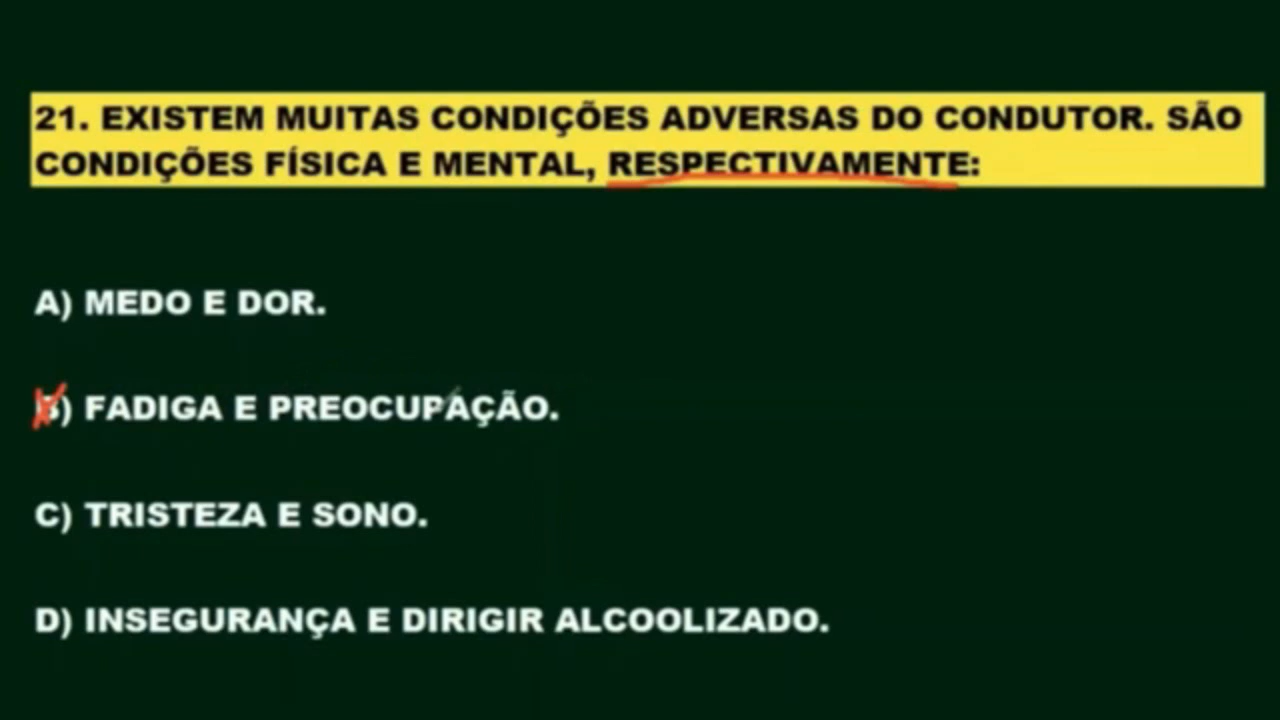 21. EXISTEM MUITAS CONDIÇÕES ADVERSAS DO CONDUTOR. SÃO
CONDIÇÕES FÍSICA E MENTAL, RESPECTIVAMENTE:
A) MEDO E DOR.
B) FADIGA E PREOCUPAÇÃO.
C) TRISTEZA E SONO.
D) INSEGURANÇA E DIRIGIR ALCOOLIZADO.